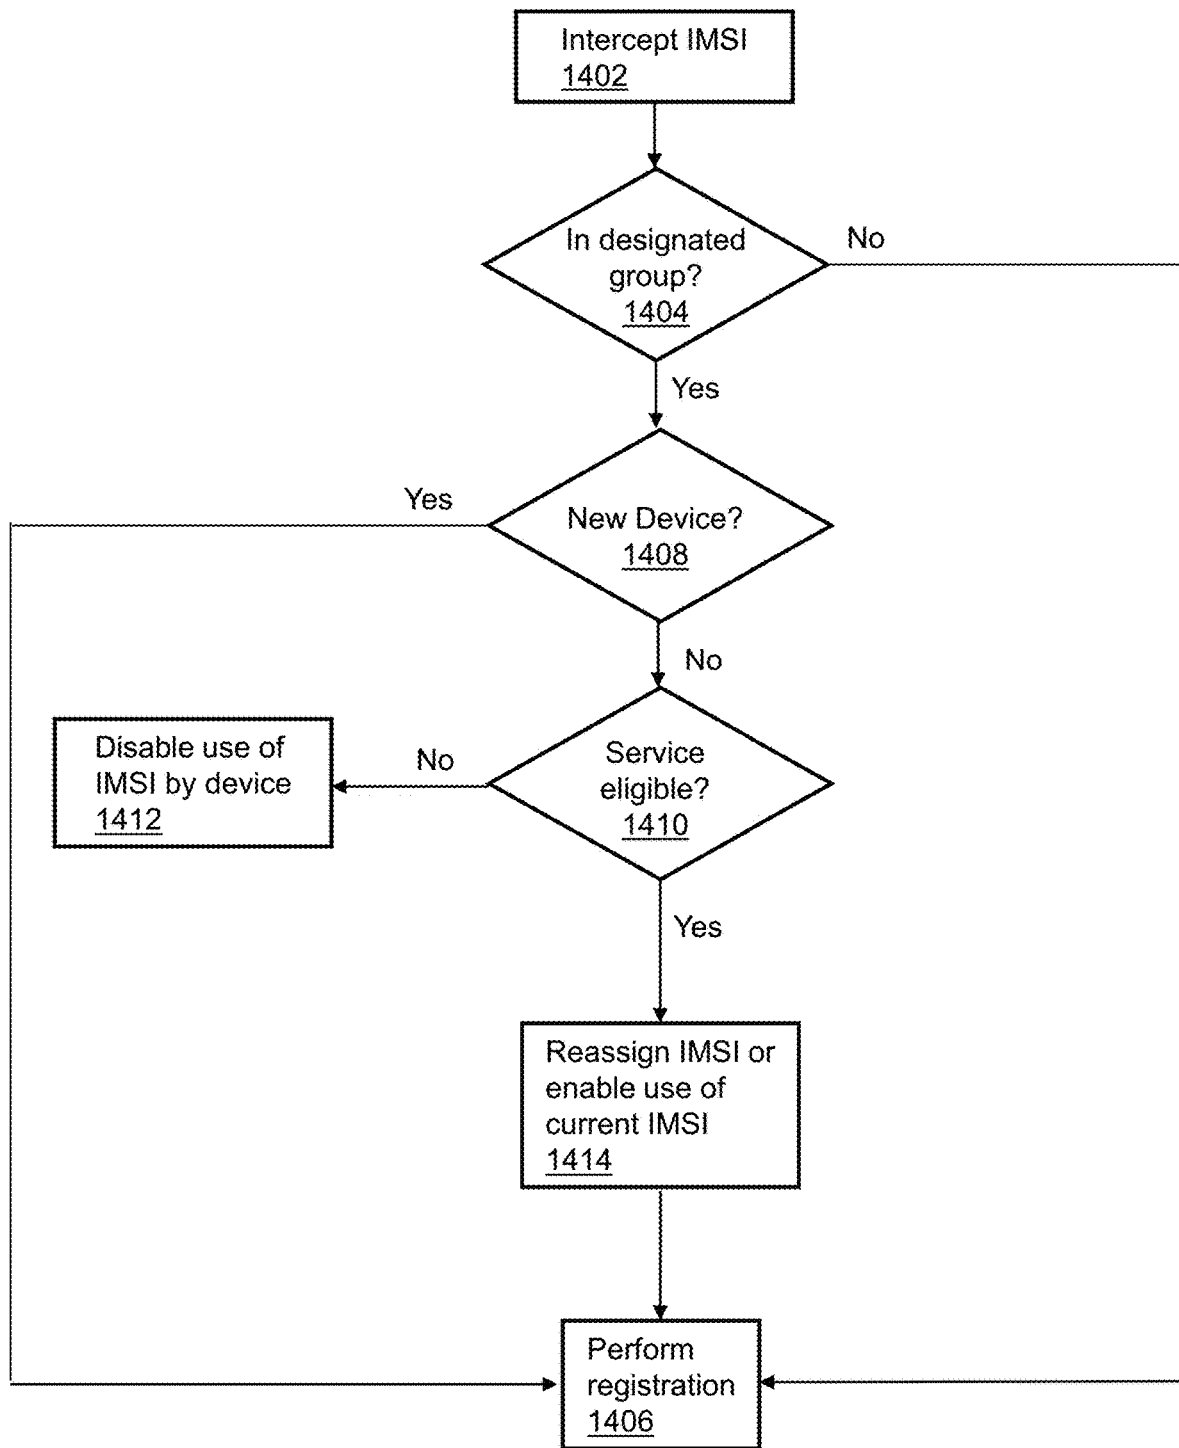 Intercept IMSI
1402
In designated
group?
1404
No
Yes
Yes
New Device?
1408
No
Disable use of
IMSI by device
1412
No
Service
eligible?
1410
Yes
Reassign IMSI or
enable use of
current IMSI
1414
Perform
registration
1406